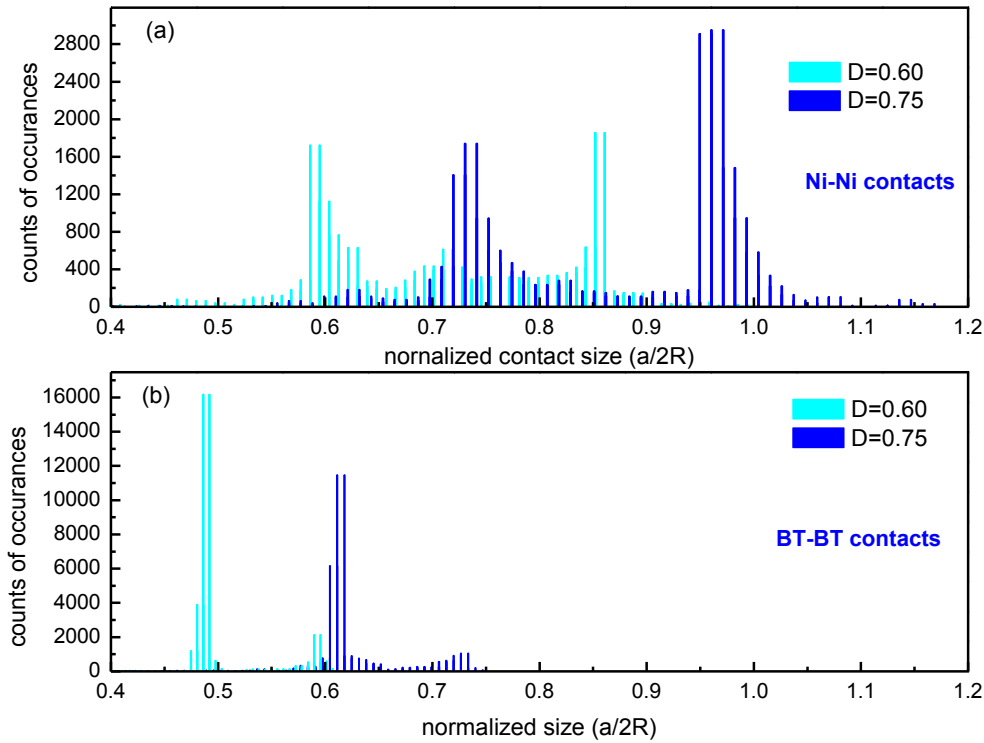 (a)
D=0.60
D=0.75
Ni-Ni contacts
counts of occurances
2800
2400
2000
1600
1200
800
400
0
0.4 0.5 0.6 0.7 0.8 0.9 1.0 1.1 1.2
nornalized contact size (a/2R)
(b)
D=0.60
D=0.75
BT-BT contacts
counts of occurances
16000
14000
12000
10000
8000
6000
4000
2000
0
0.4 0.5 0.6 0.7 0.8 0.9 1.0 1.1 1.2
normalized size (a/2R)